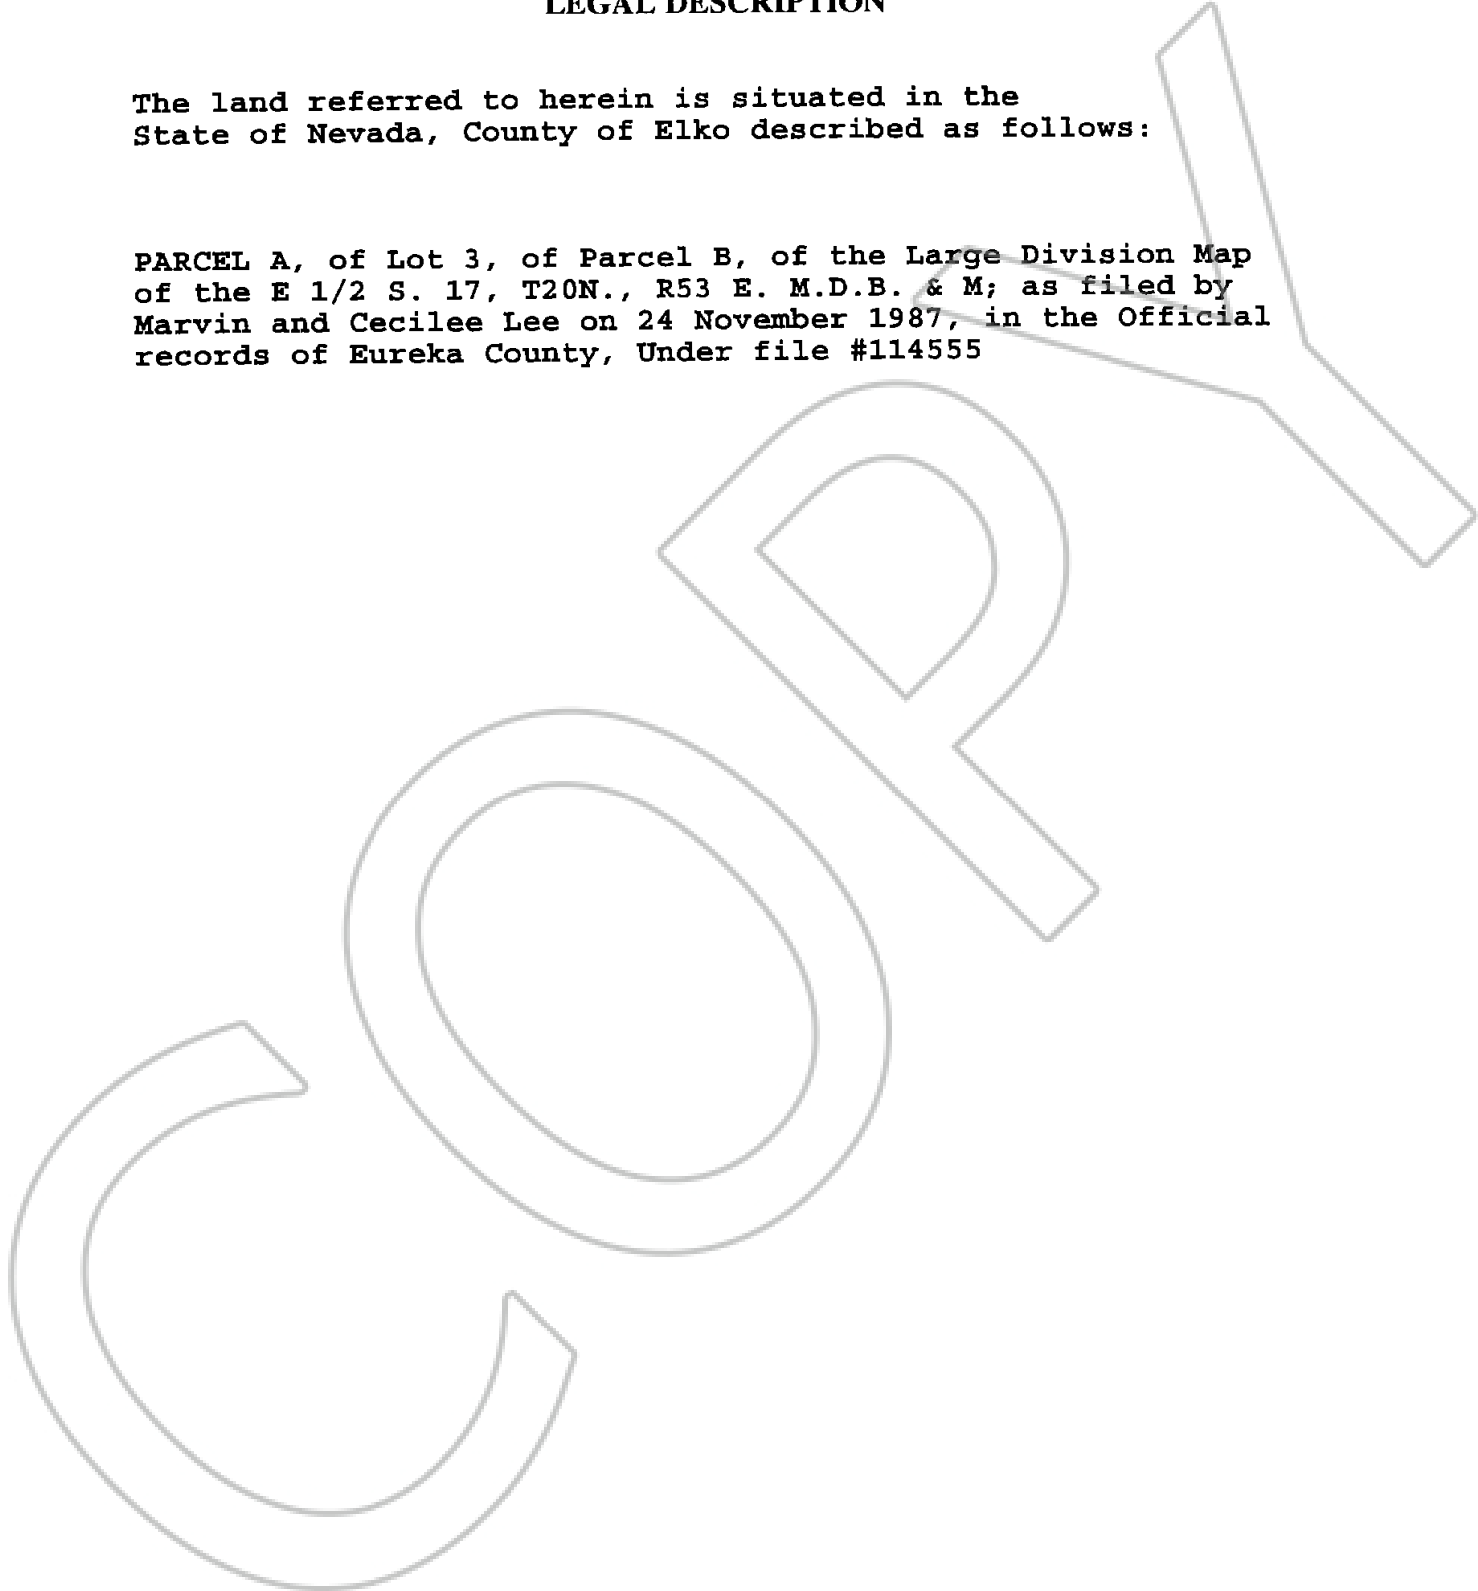 LEGAL DESCRIPTION
The land referred to herein is situated in the
State of Nevada, County of Elko described as follows:
PARCEL A, of Lot 3, of Parcel B, of the Large Division Map
of the E 1/2 S. 17, T20N., R53 E. M.D.B. & M; as filed by
Marvin and Cecilee Lee on 24 November 1987, in the Official
records of Eureka County, Under file #114555
COPY